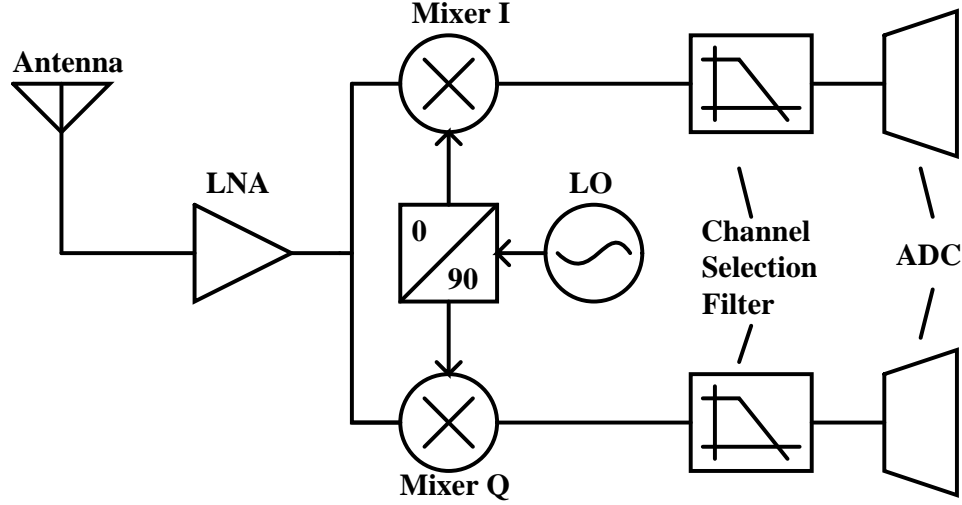 Mixer I
Antenna
LNA
LO
0
90
Channel
Selection
Filter
ADC
Mixer Q